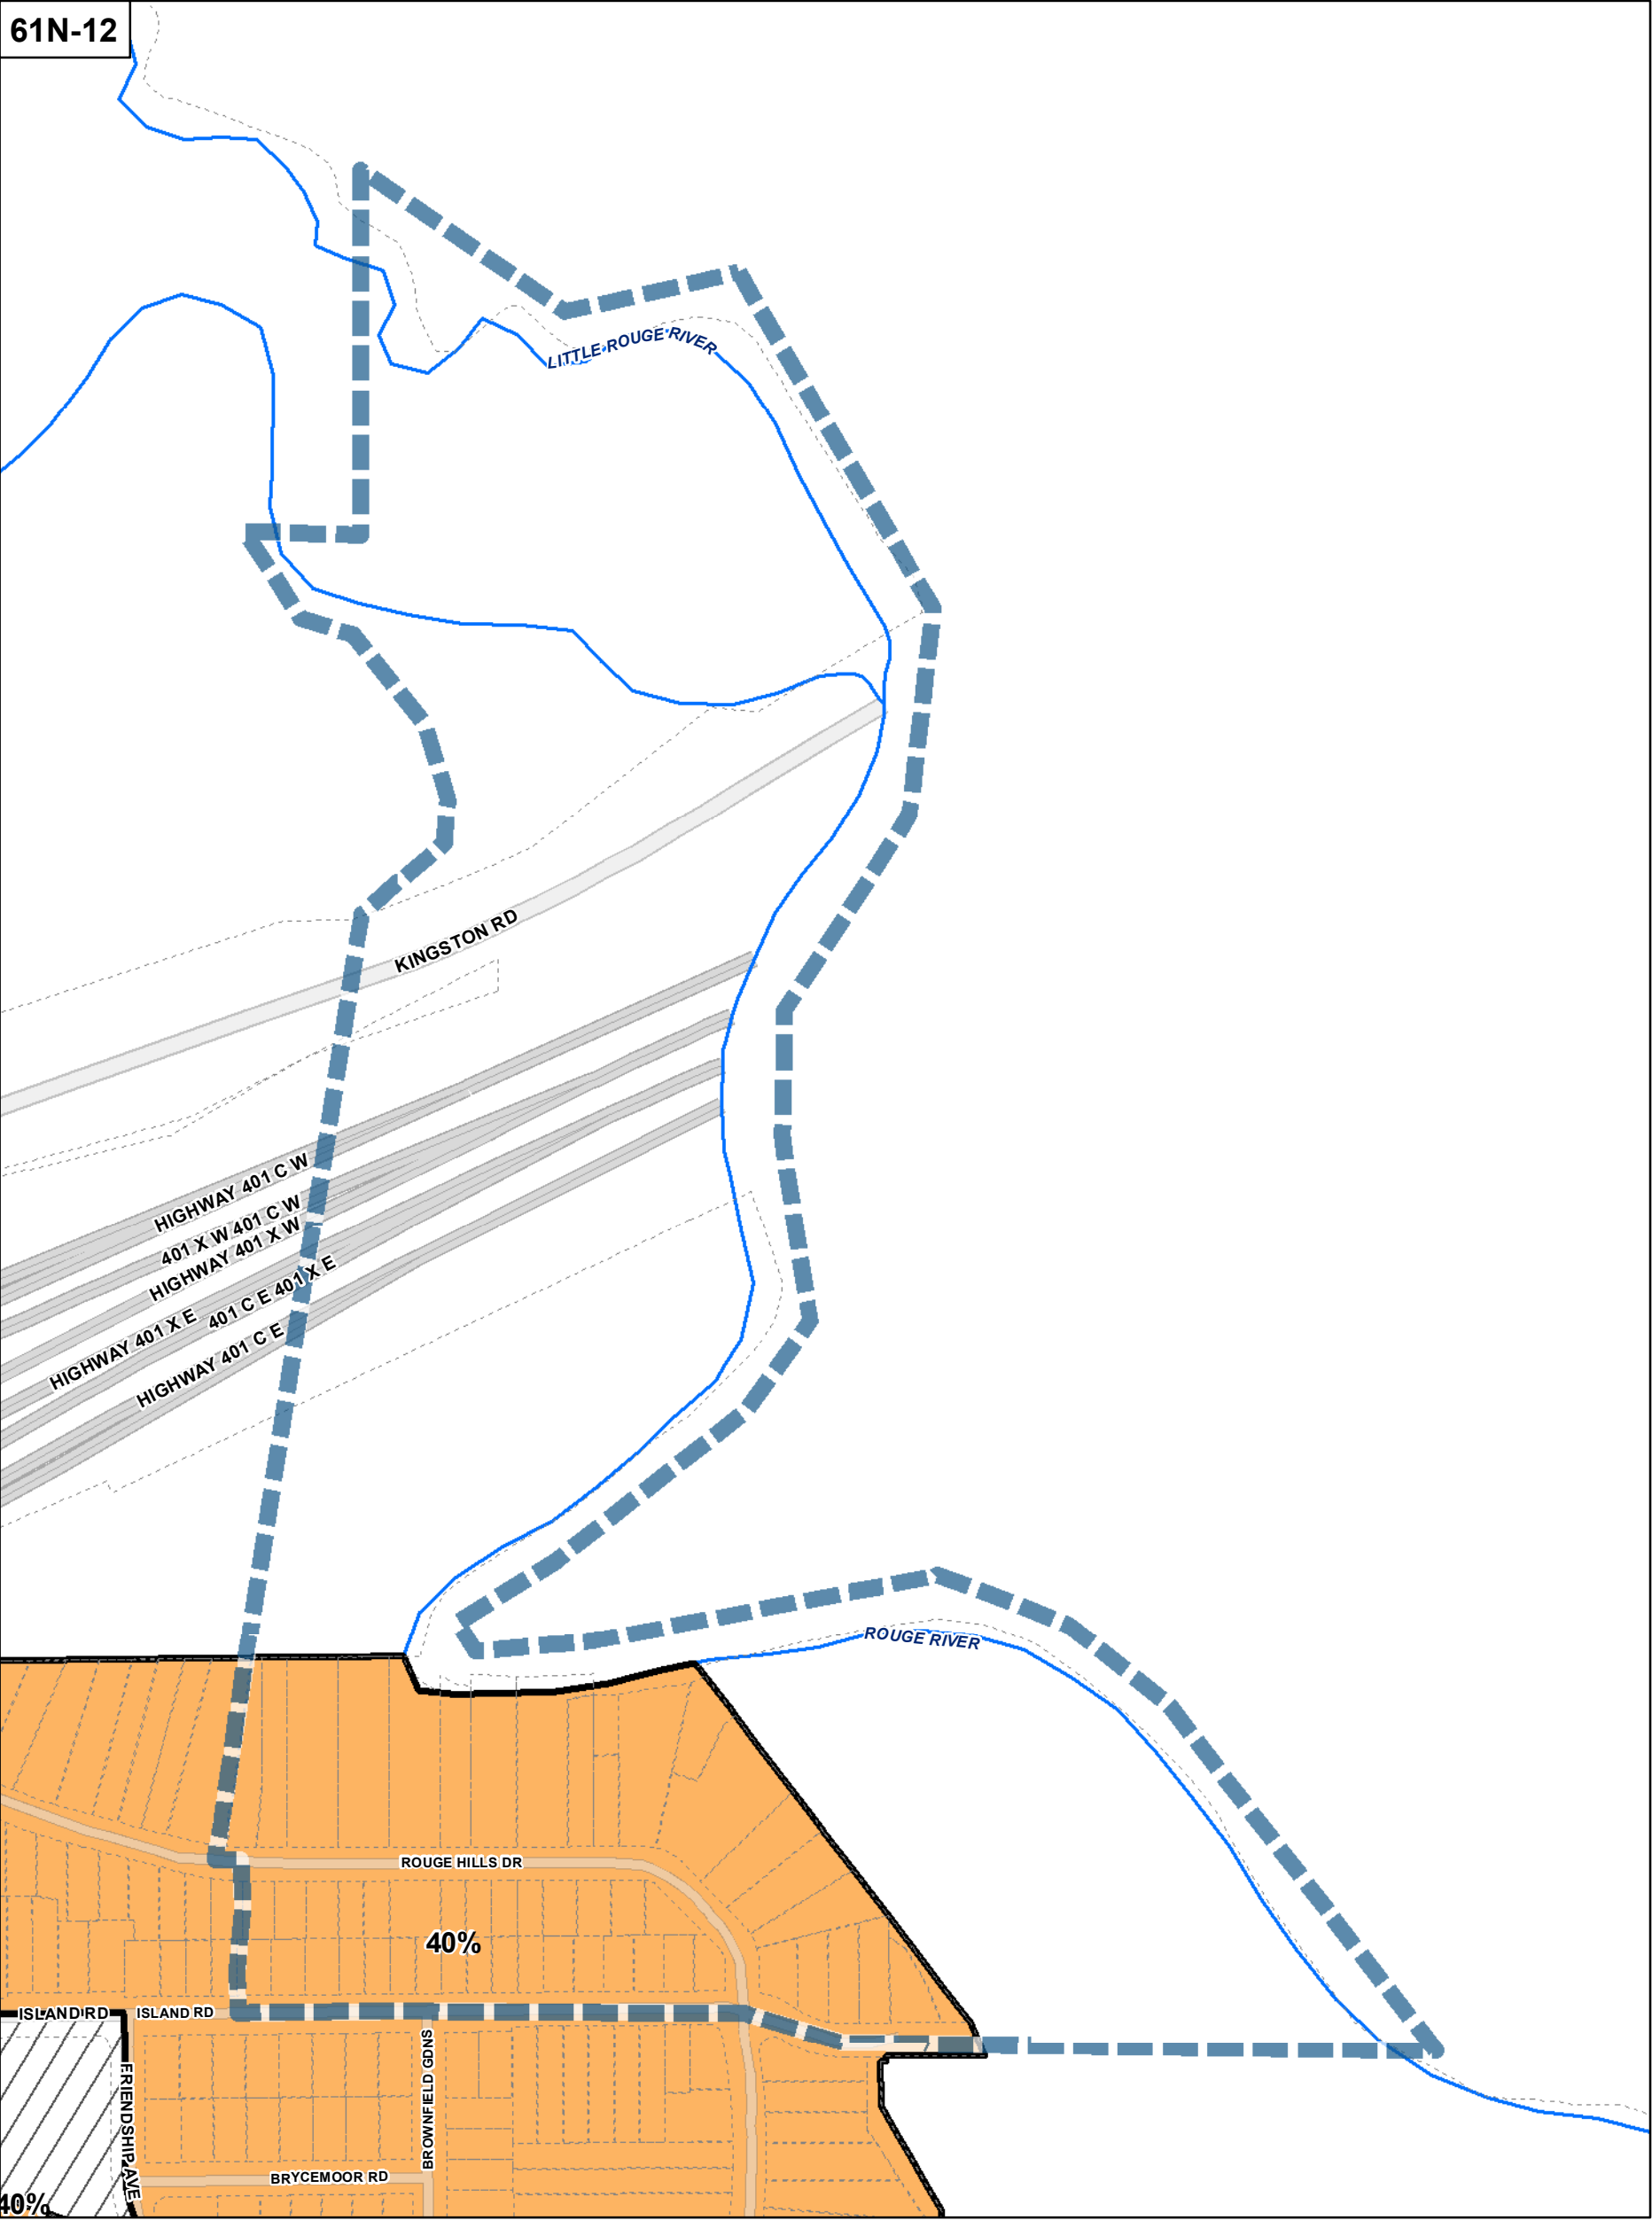 61N-12
LITTLE ROUGE RIVER
KINGSTON RD
HIGHWAY 401 C W
401 X W 401 C W
HIGHWAY 401 X W
401 C E 401 X E
HIGHWAY 401 X E
HIGHWAY 401 C E
ROUGE RIVER
ROUGE HILLS DR
40%
ISLAND RD
ISLAND RD
FRIENDSHIP AVE
BROWNFIELD GDNS
BRYCEMOOR RD
40%